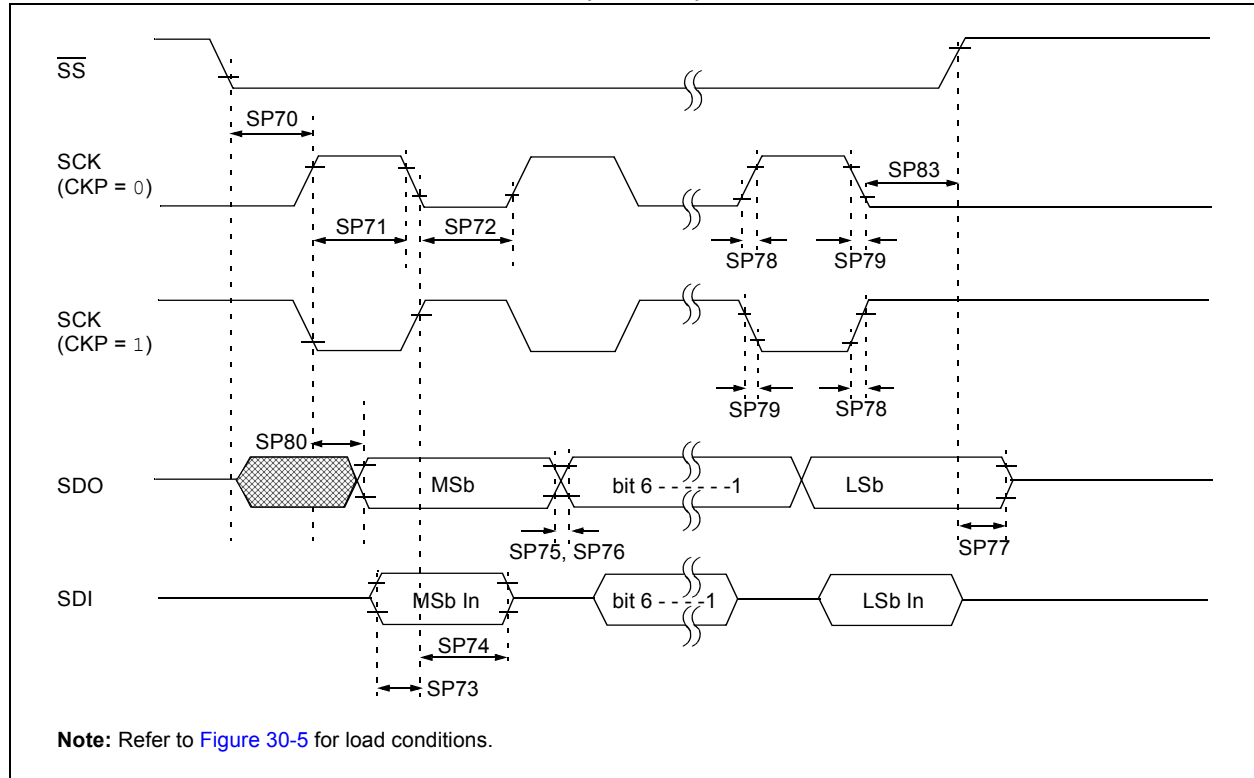 SS
SP70
SCK
(CKP = 0)
SP83
SP71
SP72
SP78
SP79
SCK
(CKP = 1)
SP79
SP78
SP80
SDO
MSb
bit 6 - - - - - -1
LSb
SP75, SP76
SP77
SDI
MSb In
bit 6 - - - -1
LSb In
SP74
SP73
Note: Refer to Figure 30-5 for load conditions.